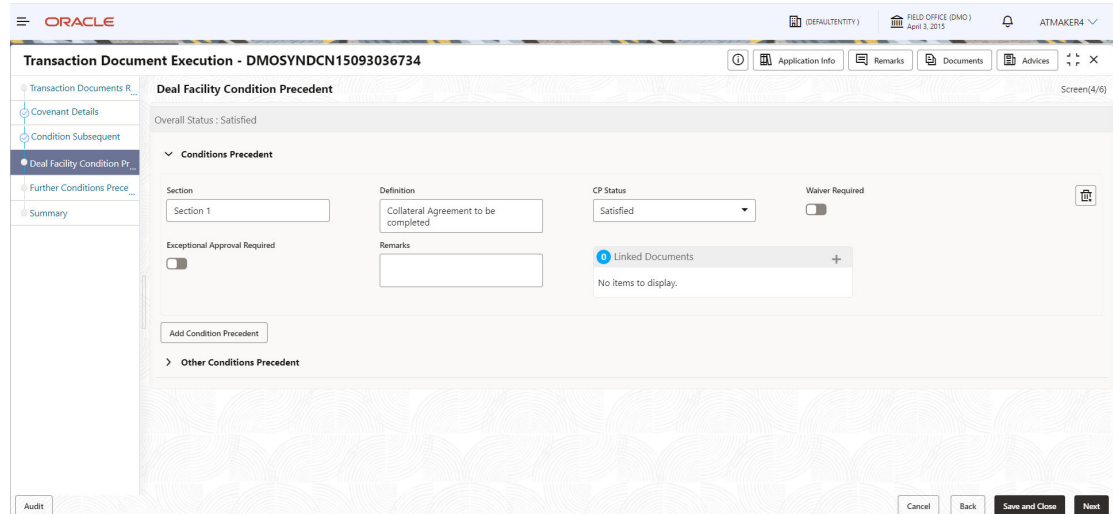 ORACLE
(DEFAULTENTITY )
FIELD OFFICE (DMO )
April 3, 2015
ATMAKER4
Transaction Document Execution - DMOSYNDCN15093036734
Application Info
Remarks
Documents
Advices
Transaction Documents R...
Covenant Details
Condition Subsequent
Deal Facility Condition Pr...
Further Conditions Prece...
Summary
Deal Facility Condition Precedent
Screen(4/6)
Overall Status : Satisfied
Conditions Precedent
Section
Definition
CP Status
Waiver Required
Section 1
Collateral Agreement to be
completed
Satisfied
Exceptional Approval Required
Remarks
0 Linked Documents
No items to display.
Add Condition Precedent
Other Conditions Precedent
Audit
Cancel
Back
Save and Close
Next